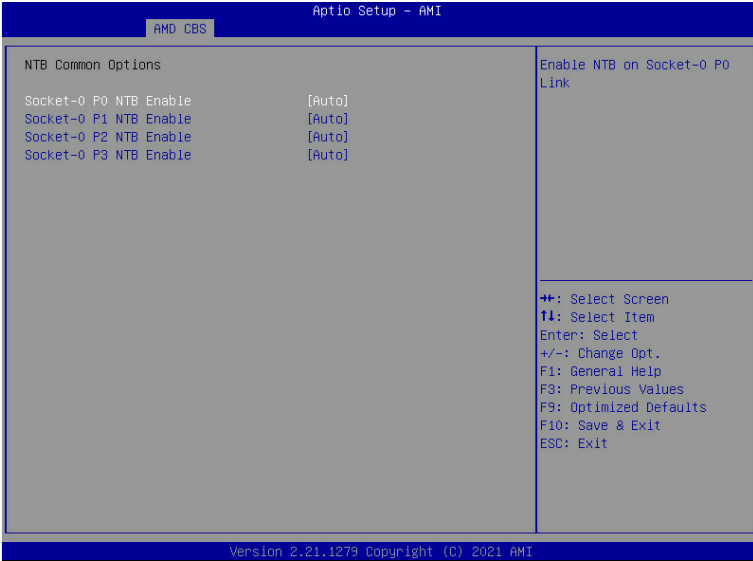 Aptio Setup – AMI
AMD CBS
NTB Common Options
Socket-0 P0 NTB Enable [Auto]
Socket-0 P1 NTB Enable [Auto]
Socket-0 P2 NTB Enable [Auto]
Socket-0 P3 NTB Enable [Auto]
Enable NTB on Socket-0 P0
Link
→←: Select Screen
↑↓: Select Item
Enter: Select
+/-: Change Opt.
F1: General Help
F3: Previous Values
F9: Optimized Defaults
F10: Save & Exit
ESC: Exit
Version 2.21.1279 Copyright (C) 2021 AMI